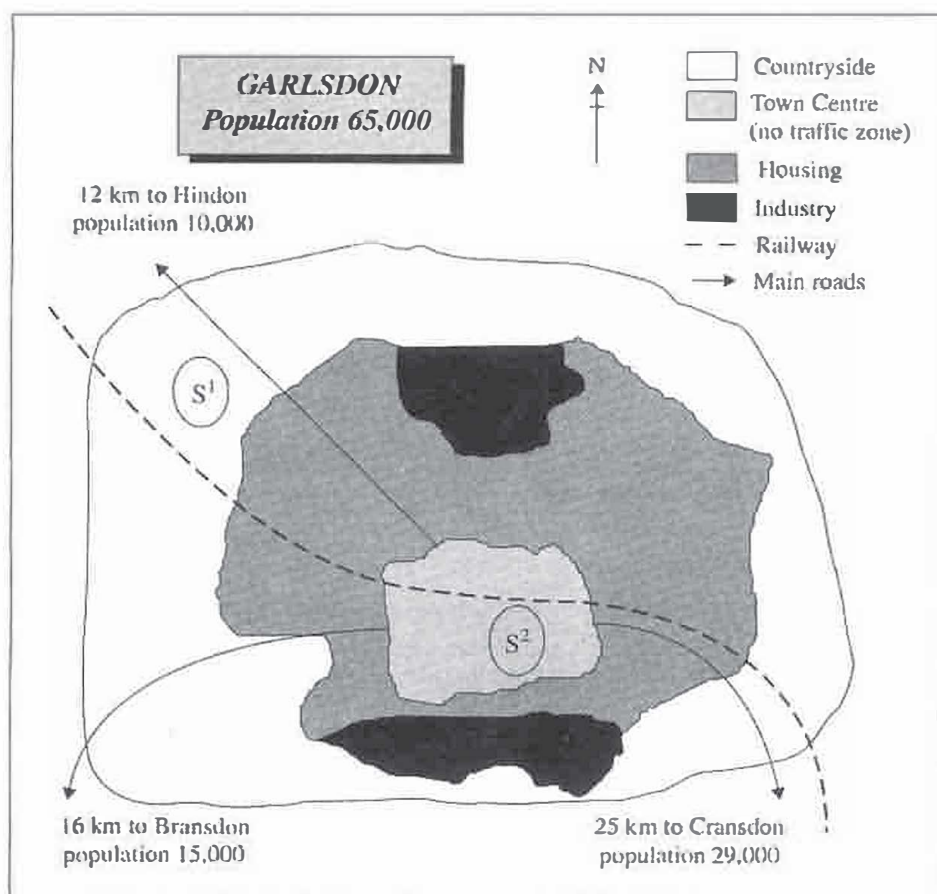 GARLSDON
Population 65,000
N
Countryside
Town Centre
(no traffic zone)
Housing
Industry
Railway
Main roads
12 km to Hindon
population 10,000
S¹
S²
16 km to Bransdon
population 15,000
25 km to Cransdon
population 29,000